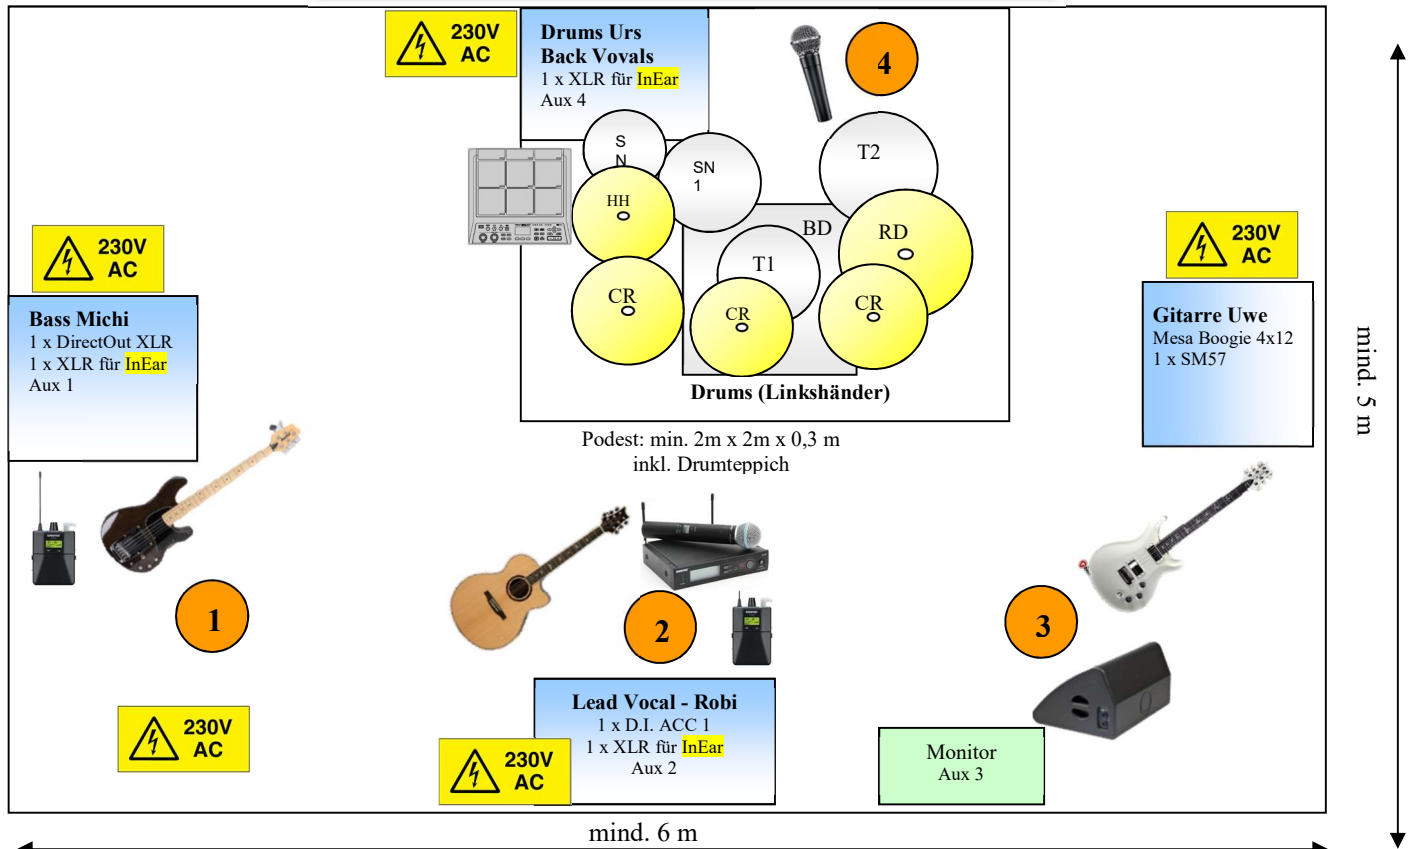 230V
AC
Drums Urs
Back Vovals
1 x XLR für InEar
Aux 4
4
S
N
SN
1
T2
HH
BD
RD
T1
CR
CR
CR
Drums (Linkshänder)
Podest: min. 2m x 2m x 0,3 m
inkl. Drumteppich
230V
AC
Bass Michi
1 x DirectOut XLR
1 x XLR für InEar
Aux 1
230V
AC
Gitarre Uwe
Mesa Boogie 4x12
1 x SM57
mind. 5 m
1
2
3
230V
AC
230V
AC
Lead Vocal - Robi
1 x D.I. ACC 1
1 x XLR für InEar
Aux 2
Monitor
Aux 3
mind. 6 m